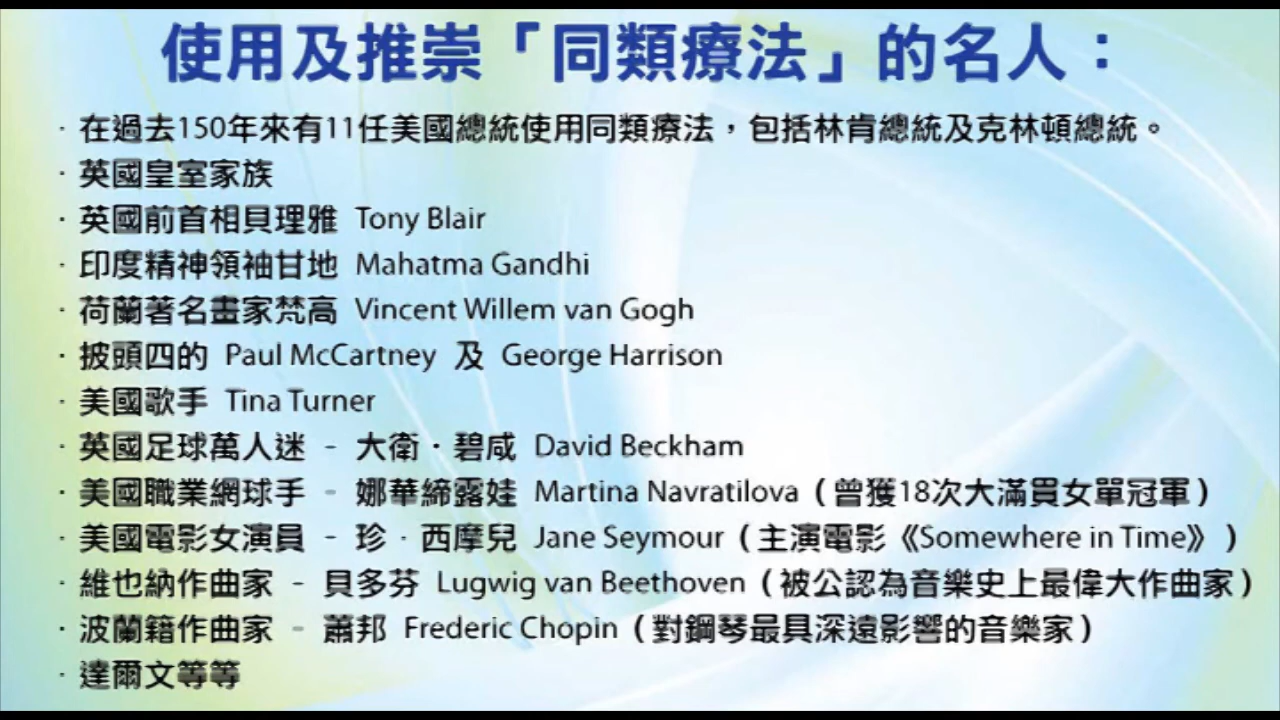 使用及推崇「同類療法」的名人：
· 在過去150年來有11任美國總統使用同類療法，包括林肯總統及克林頓總統。
· 英國皇室家族
· 英國前首相貝理雅 Tony Blair
· 印度精神領袖甘地 Mahatma Gandhi
· 荷蘭著名畫家梵高 Vincent Willem van Gogh
· 披頭四的 Paul McCartney 及 George Harrison
· 美國歌手 Tina Turner
· 英國足球萬人迷 - 大衛·碧咸 David Beckham
· 美國職業網球手 - 娜華締露娃 Martina Navratilova（曾獲18次大滿貫女單冠軍）
· 美國電影女演員 - 珍·西摩兒 Jane Seymour（主演電影《Somewhere in Time》）
· 維也納作曲家 - 貝多芬 Lugwig van Beethoven（被公認為音樂史上最偉大作曲家）
· 波蘭籍作曲家 - 蕭邦 Frederic Chopin（對鋼琴最具深遠影響的音樂家）
· 達爾文等等